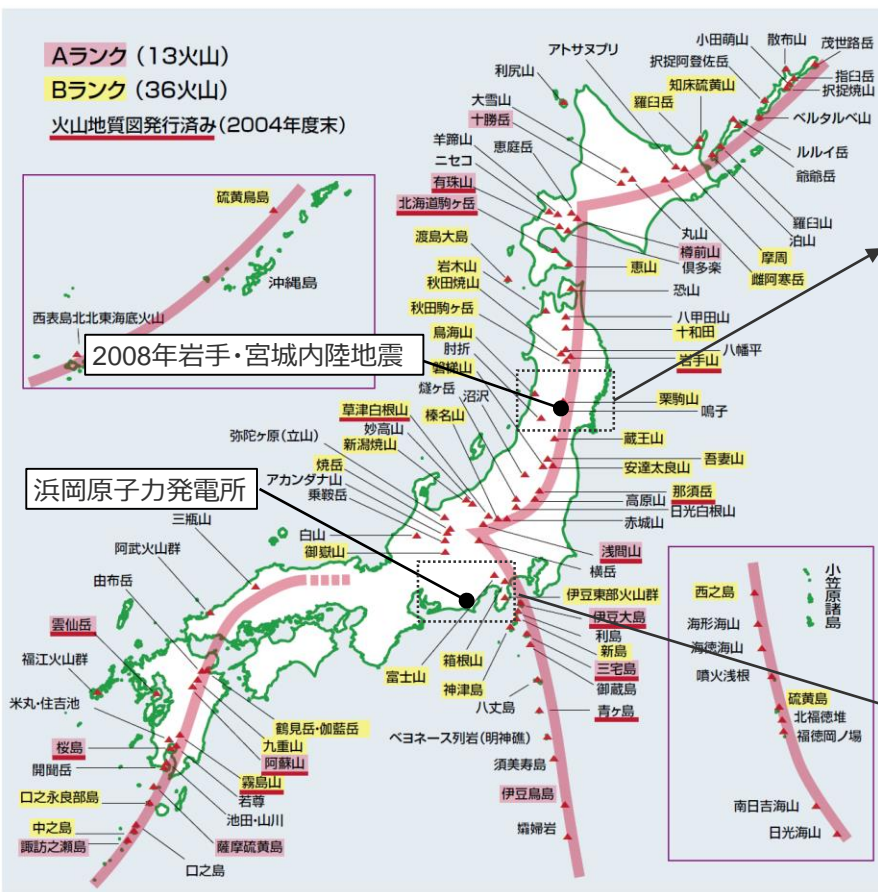 Aランク (13火山)
Bランク (36火山)
火山地質図発行済み(2004年度末)
硫黄鳥島
沖縄島
西表島北北東海底火山
小田萌山
散布山
茂世路岳
アトサヌプリ
択捉阿登佐岳
指臼岳
利尻山
知床硫黄山
択捉焼山
大雪山
羅臼岳
十勝岳
ベルタルベ山
羊蹄山
恵庭岳
ルルイ岳
ニセコ
爺爺岳
有珠山
北海道駒ヶ岳
羅臼山
丸山
泊山
渡島大島
樽前山
摩周
岩木山
恵山
倶多楽
雌阿寒岳
秋田焼山
恐山
秋田駒ヶ岳
八甲田山
鳥海山
十和田
肘折
八幡平
2008年岩手・宮城内陸地震
岩手山
磐梯山
燧ヶ岳
沼沢
栗駒山
草津白根山
榛名山
鳴子
妙高山
弥陀ヶ原(立山)
新潟焼山
蔵王山
焼岳
吾妻山
アカンダナ山
安達太良山
浜岡原子力発電所
乗鞍岳
那須岳
高原山
日光白根山
三瓶山
白山
赤城山
阿武火山群
御嶽山
浅間山
横岳
由布岳
伊豆東部火山群
雲仙岳
伊豆大島
利島
福江火山群
箱根山
新島
富士山
三宅島
米丸・住吉池
神津島
御蔵島
八丈島
青ヶ島
鶴見岳・伽藍岳
桜島
九重山
ベヨネース列岩(明神礁)
阿蘇山
開聞岳
須美寿島
霧島山
口之永良部島
若尊
伊豆鳥島
池田・山川
中之島
孀婦岩
諏訪之瀬島
薩摩硫黄島
口之島
小笠原諸島
西之島
海形海山
海徳海山
噴火浅根
硫黄島
北福徳堆
福徳岡ノ場
南日吉海山
日光海山